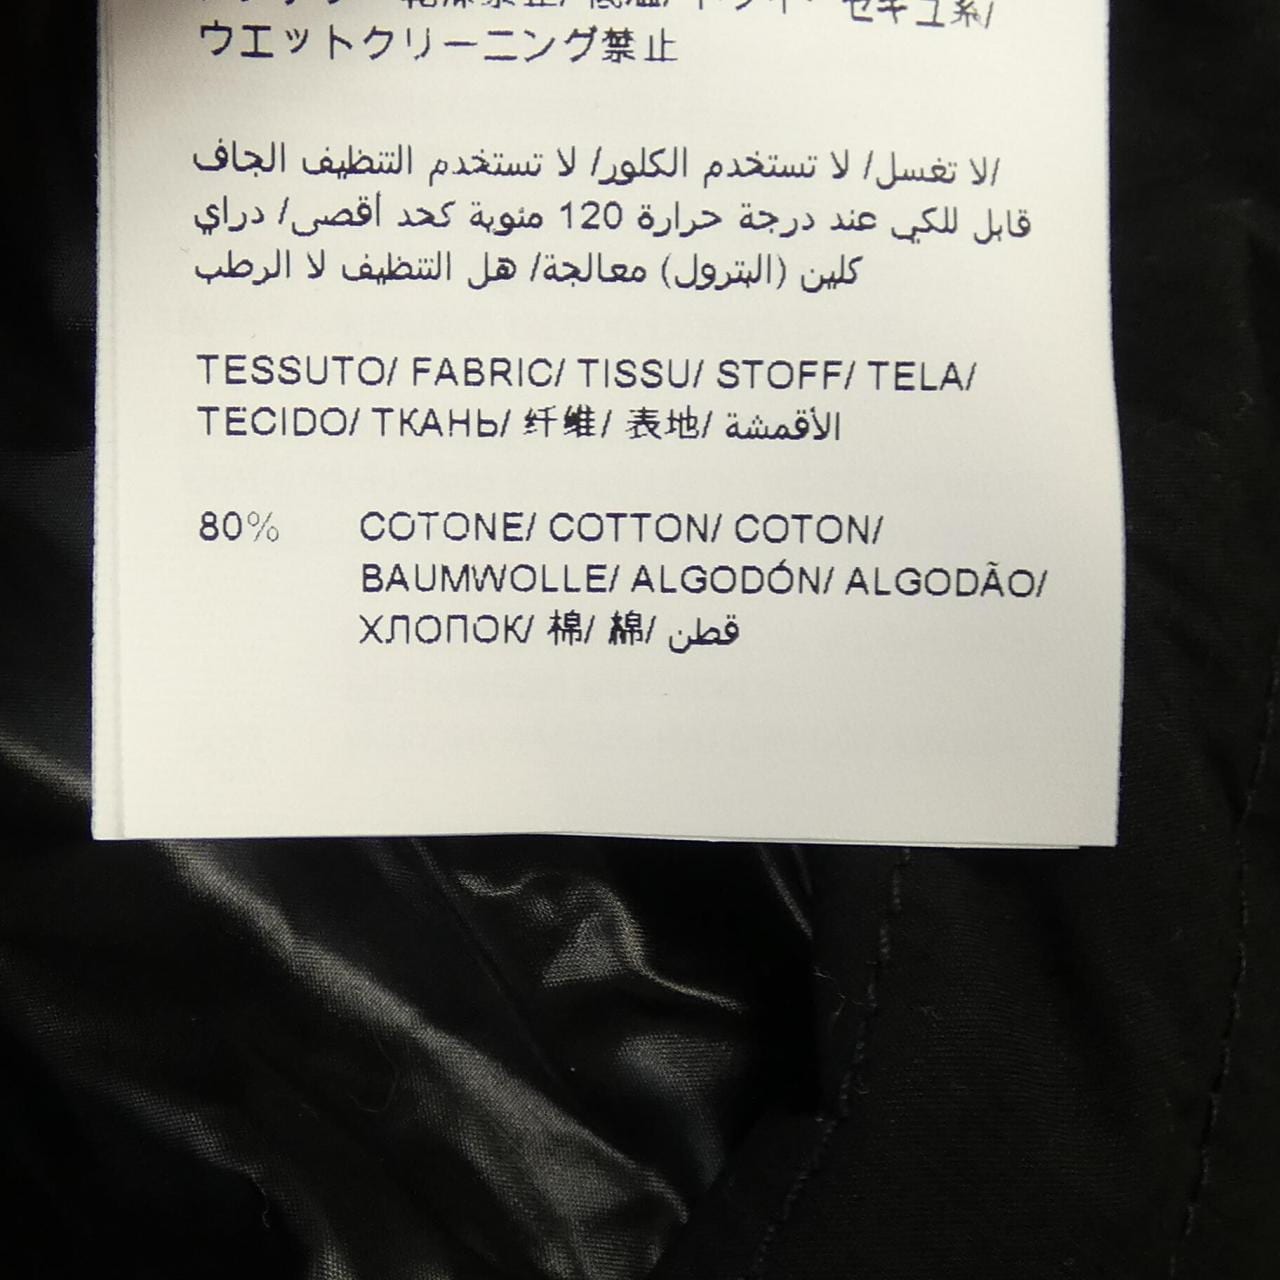 ウエットクリーニング禁止
لا تغسل/ لا تستخدم الكلور/ لا تستخدم التنظيف الجاف/
قابل للكي عند درجة حرارة 120 مئوية كحد أقصى/ دراي
كلين (البترول) معالجة/ هل التنظيف لا الرطب
TESSUTO/ FABRIC/ TISSU/ STOFF/ TELA/
TECIDO/ ТКАНЬ/ 纤维/ 表地/ الأقمشة
80% COTONE/ COTTON/ COTON/
BAUMWOLLE/ ALGODÓN/ ALGODÃO/
ХЛОПОК/ 棉/ 綿/ قطن